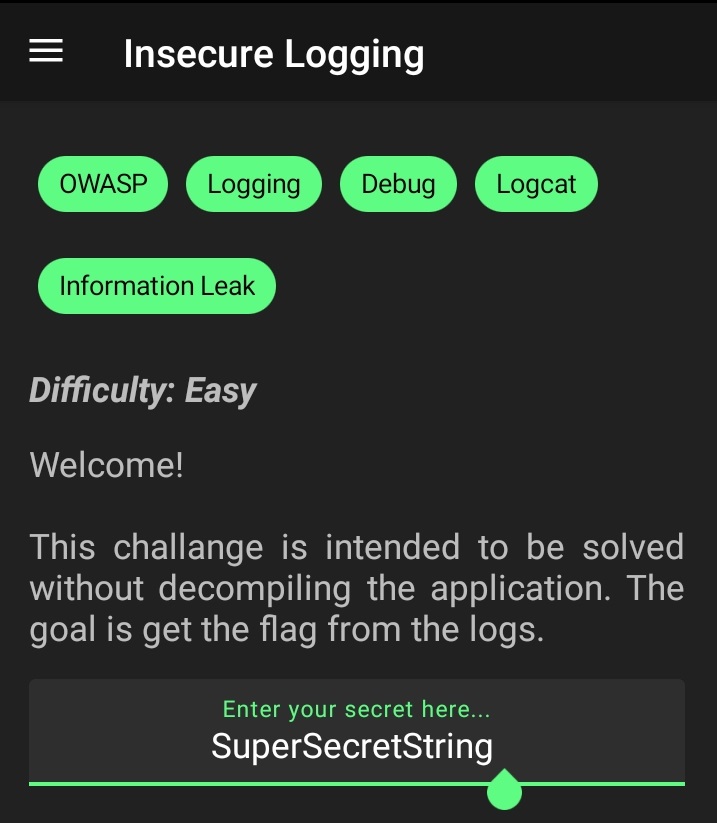 Insecure Logging
OWASP Logging Debug Logcat
Information Leak
Difficulty: Easy
Welcome!
This challange is intended to be solved
without decompiling the application. The
goal is get the flag from the logs.
Enter your secret here...
SuperSecretString